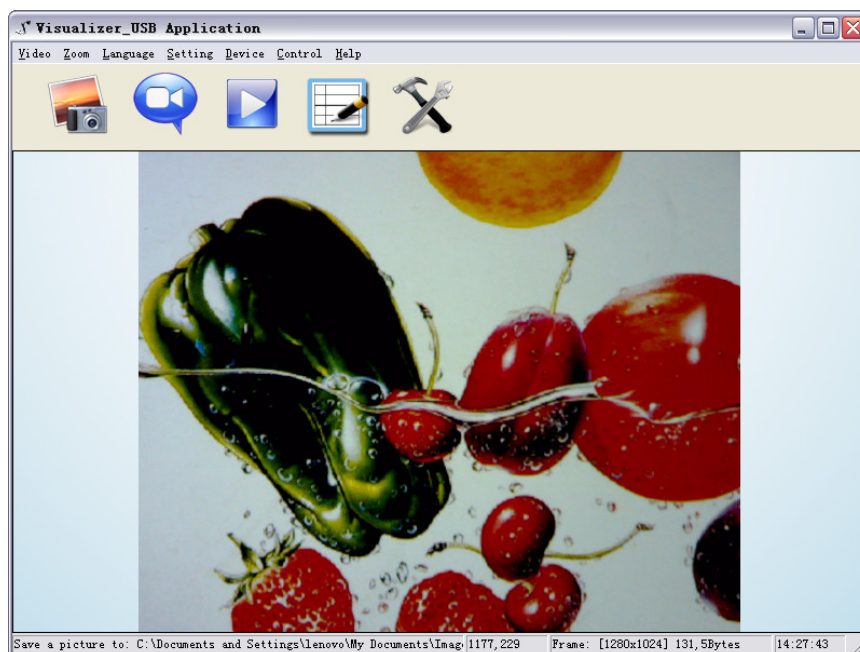 Visualizer_USB Application
Video Zoom Language Setting Device Control Help
Save a picture to: C:\Documents and Settings\lenovo\My Documents\Imag 1177,229 Frame: [1280x1024] 131,5Bytes 14:27:43